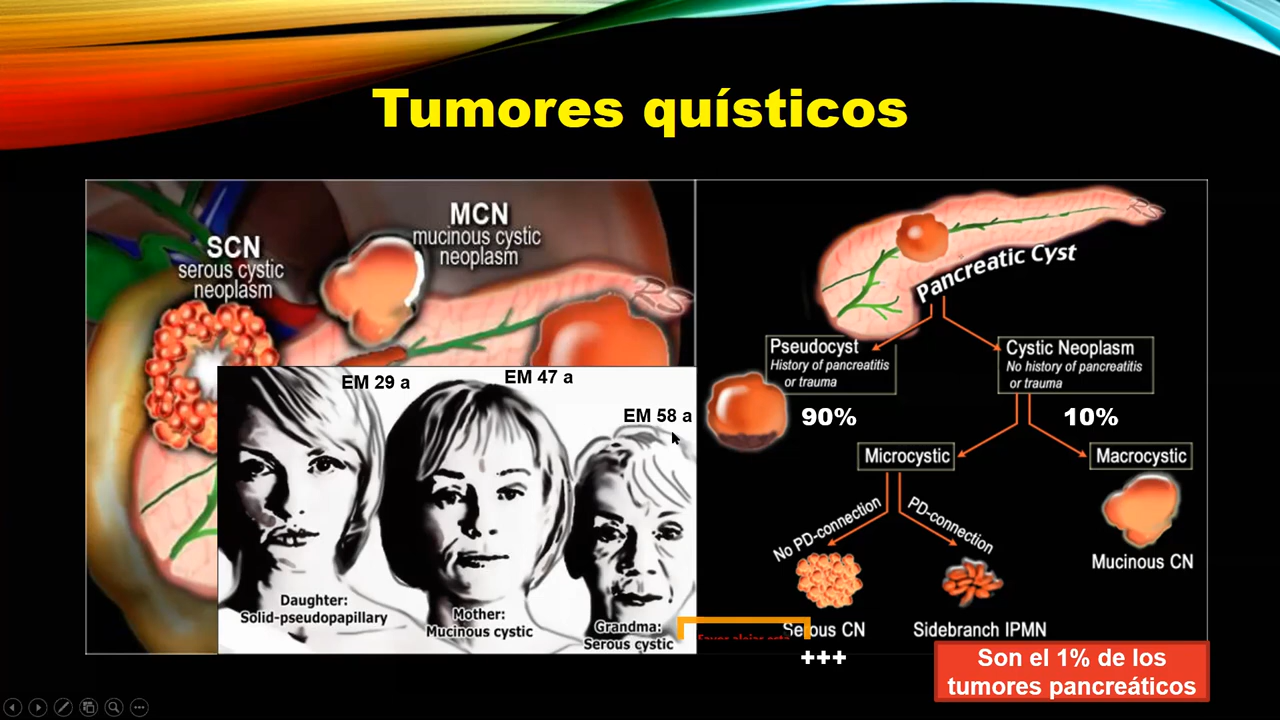 Tumores quísticos
MCN
mucinous cystic
neoplasm
SCN
serous cystic
neoplasm
RS
EM 29 a
EM 47 a
EM 58 a
Daughter:
Solid-pseudopapillary
Mother:
Mucinous cystic
Grandma:
Serous cystic
RS
Pancreatic Cyst
Pseudocyst
History of pancreatitis
or trauma
Cystic Neoplasm
No history of pancreatitis
or trauma
90%
10%
Microcystic
Macrocystic
No PD-connection
PD-connection
Mucinous CN
Serous CN
Sidebranch IPMN
+++
Son el 1% de los
tumores pancreáticos